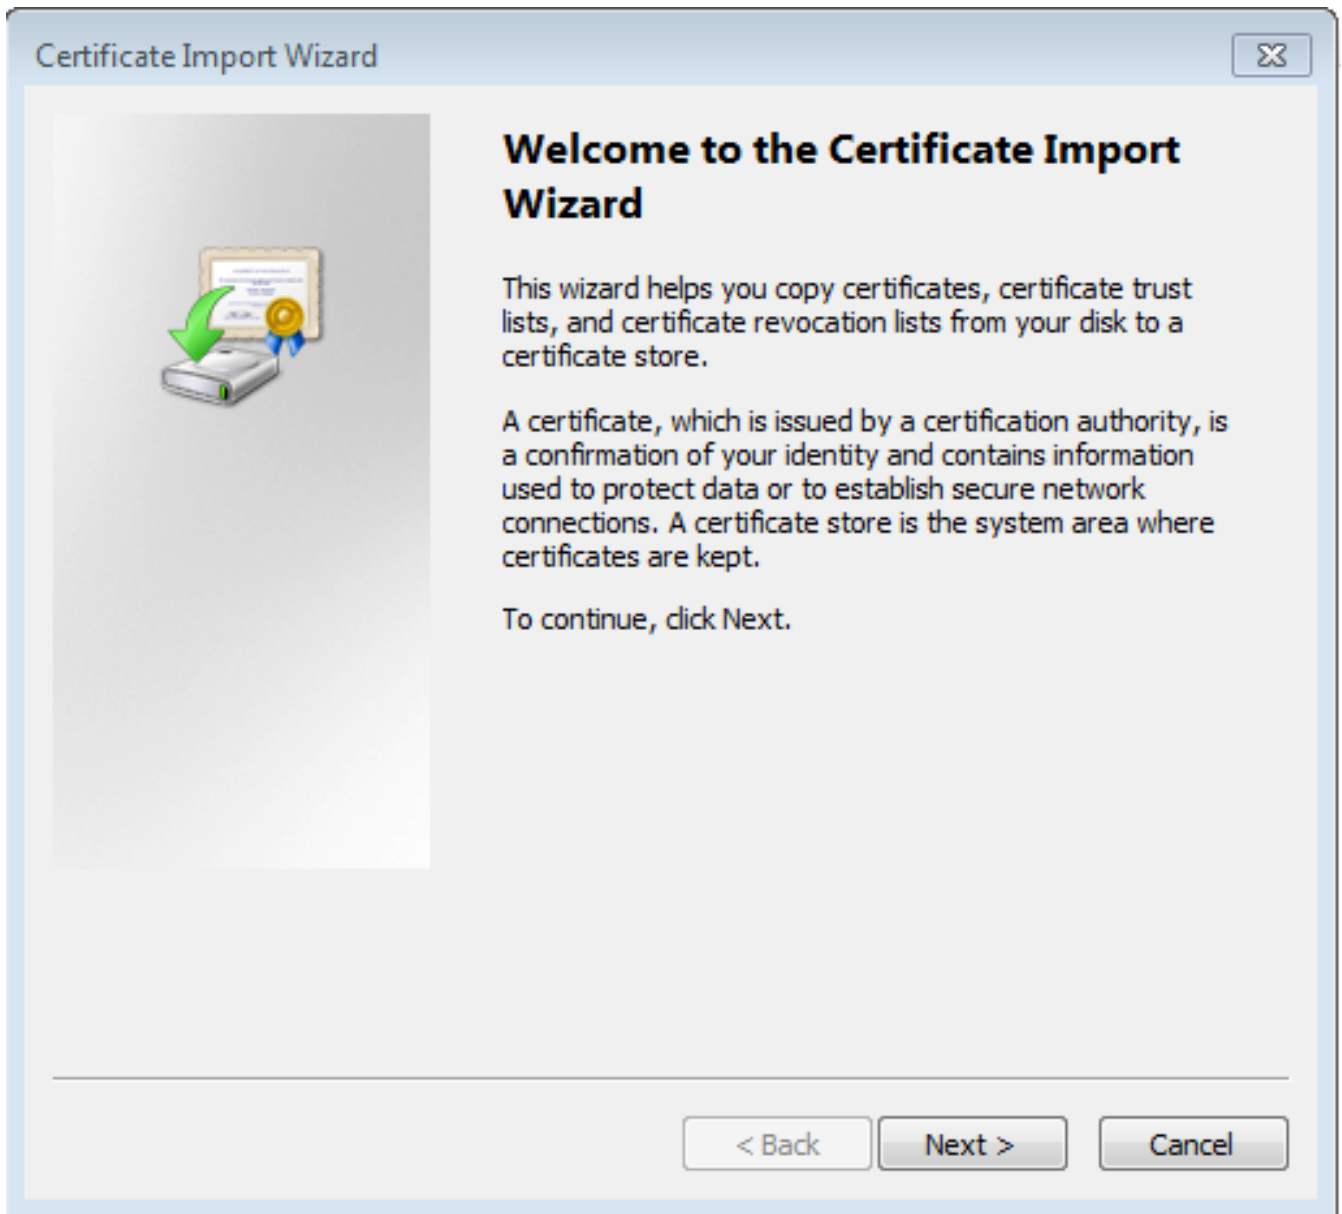 Certificate Import Wizard
Welcome to the Certificate Import
Wizard
This wizard helps you copy certificates, certificate trust
lists, and certificate revocation lists from your disk to a
certificate store.
A certificate, which is issued by a certification authority, is
a confirmation of your identity and contains information
used to protect data or to establish secure network
connections. A certificate store is the system area where
certificates are kept.
To continue, click Next.
< Back
Next >
Cancel